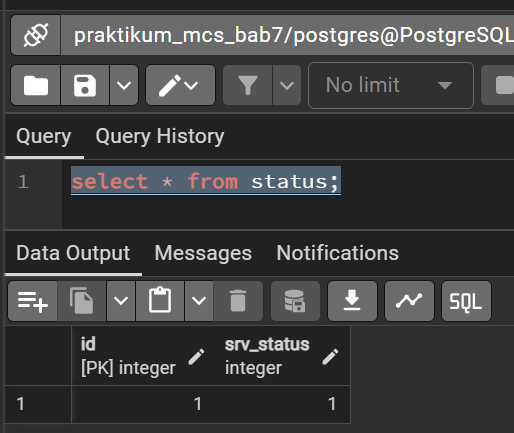 praktikum_mcs_bab7/postgres@PostgreSQL
No limit
Query Query History
1 select * from status;
Data Output Messages Notifications
SQL
id srv_status
[PK] integer integer
1 1 1